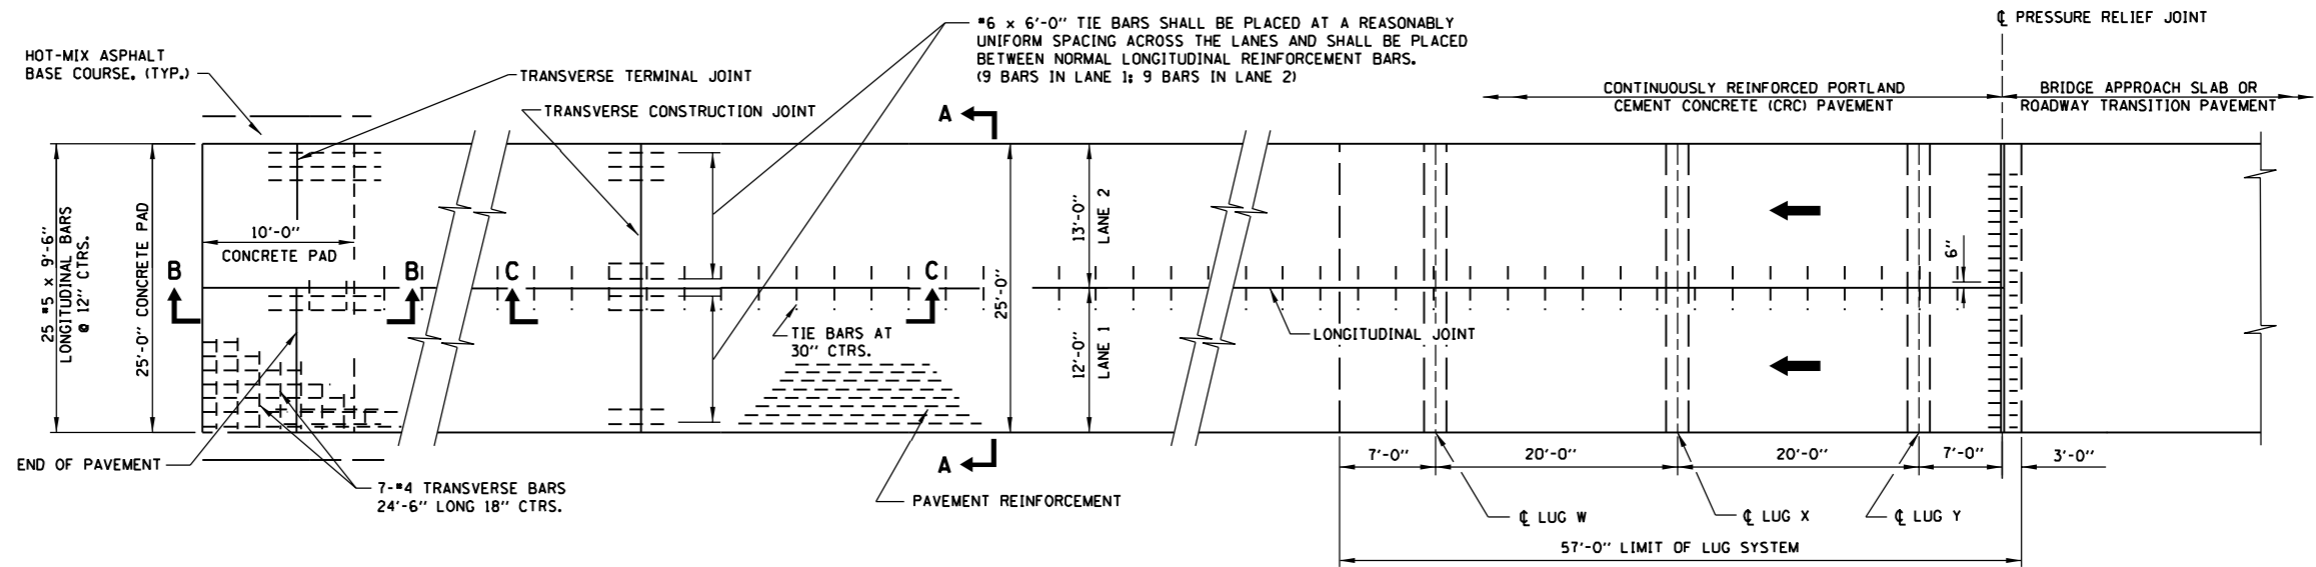 #6 x 6'-0" TIE BARS SHALL BE PLACED AT A REASONABLY
UNIFORM SPACING ACROSS THE LANES AND SHALL BE PLACED
BETWEEN NORMAL LONGITUDINAL REINFORCEMENT BARS.
(9 BARS IN LANE 1; 9 BARS IN LANE 2)
℄ PRESSURE RELIEF JOINT
HOT-MIX ASPHALT
BASE COURSE. (TYP.)
TRANSVERSE TERMINAL JOINT
TRANSVERSE CONSTRUCTION JOINT
CONTINUOUSLY REINFORCED PORTLAND
CEMENT CONCRETE (CRC) PAVEMENT
BRIDGE APPROACH SLAB OR
ROADWAY TRANSITION PAVEMENT
A
25 #5 x 9'-6"
LONGITUDINAL BARS
@ 12" CTRS.
25'-0" CONCRETE PAD
10'-0"
CONCRETE PAD
B
B
C
C
25'-0"
13'-0"
LANE 2
12'-0"
LANE 1
6"
TIE BARS AT
30" CTRS.
LONGITUDINAL JOINT
END OF PAVEMENT
7-#4 TRANSVERSE BARS
24'-6" LONG 18" CTRS.
A
PAVEMENT REINFORCEMENT
7'-0"
20'-0"
20'-0"
7'-0"
3'-0"
℄ LUG W
℄ LUG X
℄ LUG Y
57'-0" LIMIT OF LUG SYSTEM